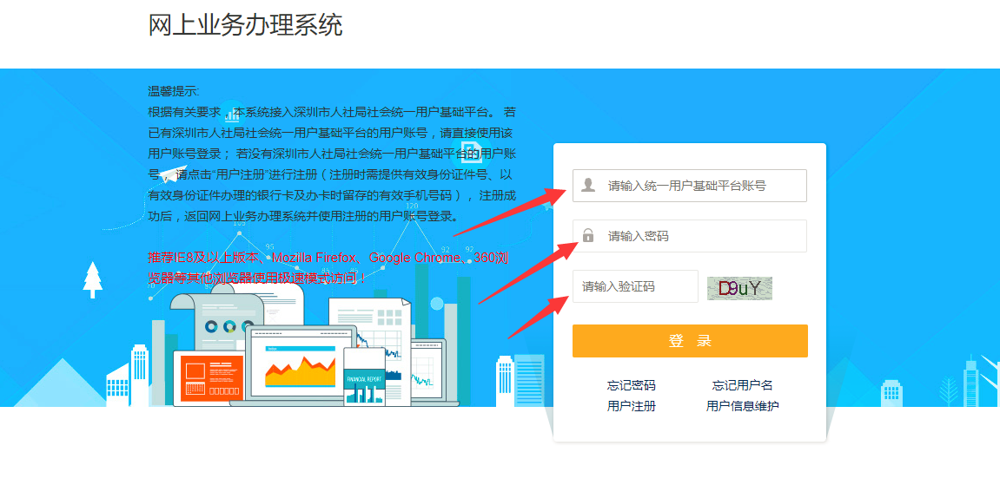 网上业务办理系统
温馨提示:
根据有关要求，本系统接入深圳市人社局社会统一用户基础平台。 若
已有深圳市人社局社会统一用户基础平台的用户账号，请直接使用该
用户账号登录； 若没有深圳市人社局社会统一用户基础平台的用户账
号， 请点击“用户注册”进行注册（注册时需提供有效身份证件号、以
有效身份证件办理的银行卡及办卡时留存的有效手机号码）， 注册成
功后，返回网上业务办理系统并使用注册的用户账号登录。
推荐IE8及以上版本、Mozilla Firefox、Google Chrome、360浏
览器等其他浏览器使用极速模式访问！
请输入统一用户基础平台账号
请输入密码
请输入验证码
D9uY
登 录
忘记密码
忘记用户名
用户注册
用户信息维护
120
105
95
92
92
FINANCIAL REPORT